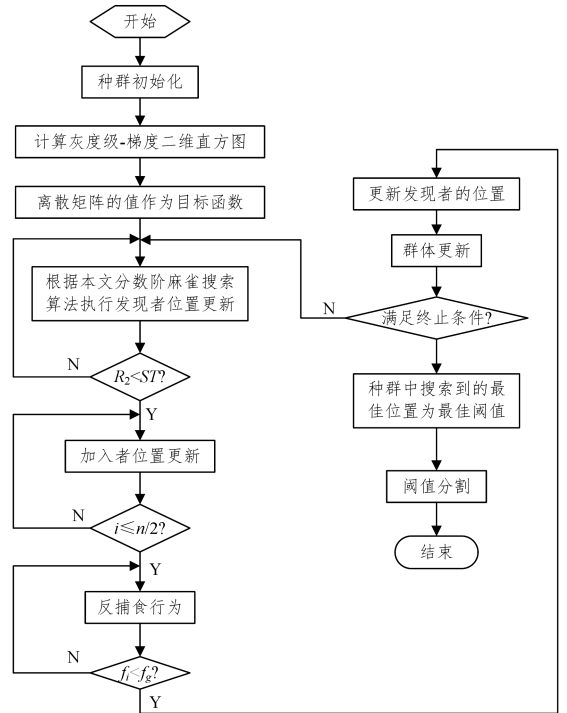 开始
种群初始化
计算灰度级-梯度二维直方图
离散矩阵的值作为目标函数
根据本文分数阶麻雀搜索
算法执行发现者位置更新
N
R₂<ST?
Y
加入者位置更新
N
i≤n/2?
Y
反捕食行为
N
fᵢ<f_g?
Y
更新发现者的位置
群体更新
N
满足终止条件?
种群中搜索到的最
佳位置为最佳阈值
阈值分割
结束